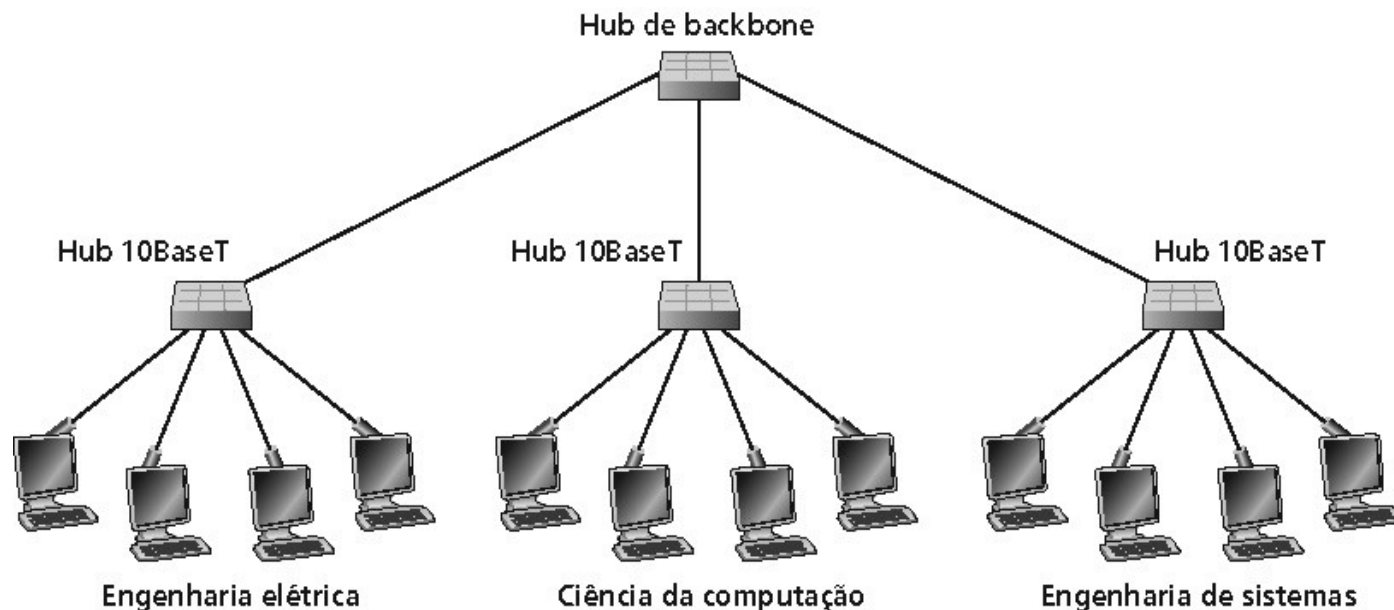 Hub de backbone
Hub 10BaseT
Hub 10BaseT
Hub 10BaseT
Engenharia elétrica
Ciência da computação
Engenharia de sistemas